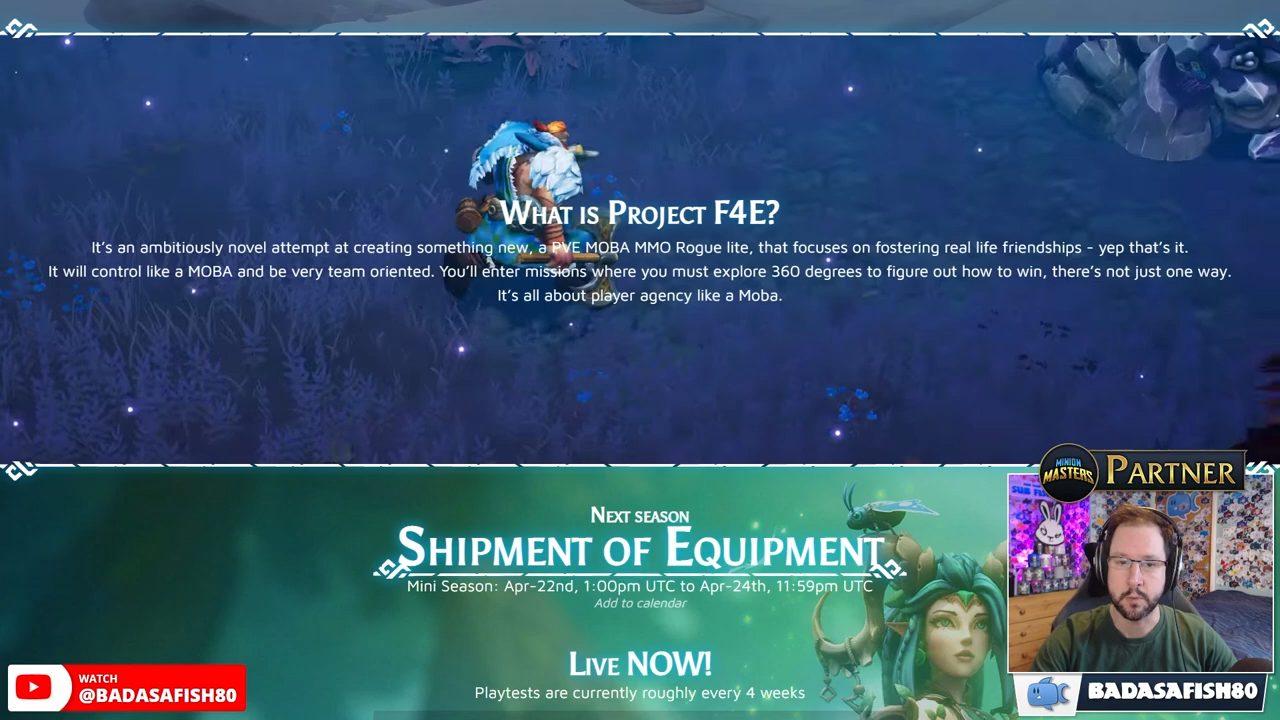 What is Project F4E?
It's an ambitiously novel attempt at creating something new, a PVE MOBA MMO Rogue lite, that focuses on fostering real life friendships - yep that's it.
It will control like a MOBA and be very team oriented. You'll enter missions where you must explore 360 degrees to figure out how to win, there's not just one way.
It's all about player agency like a Moba.
MINION
MASTERS
PARTNER
SUB
Next season
Shipment of Equipment
Mini Season: Apr-22nd, 1:00pm UTC to Apr-24th, 11:59pm UTC
Add to calendar
Live NOW!
Playtests are currently roughly every 4 weeks
WATCH
@BADASAFISH80
BADASAFISH80